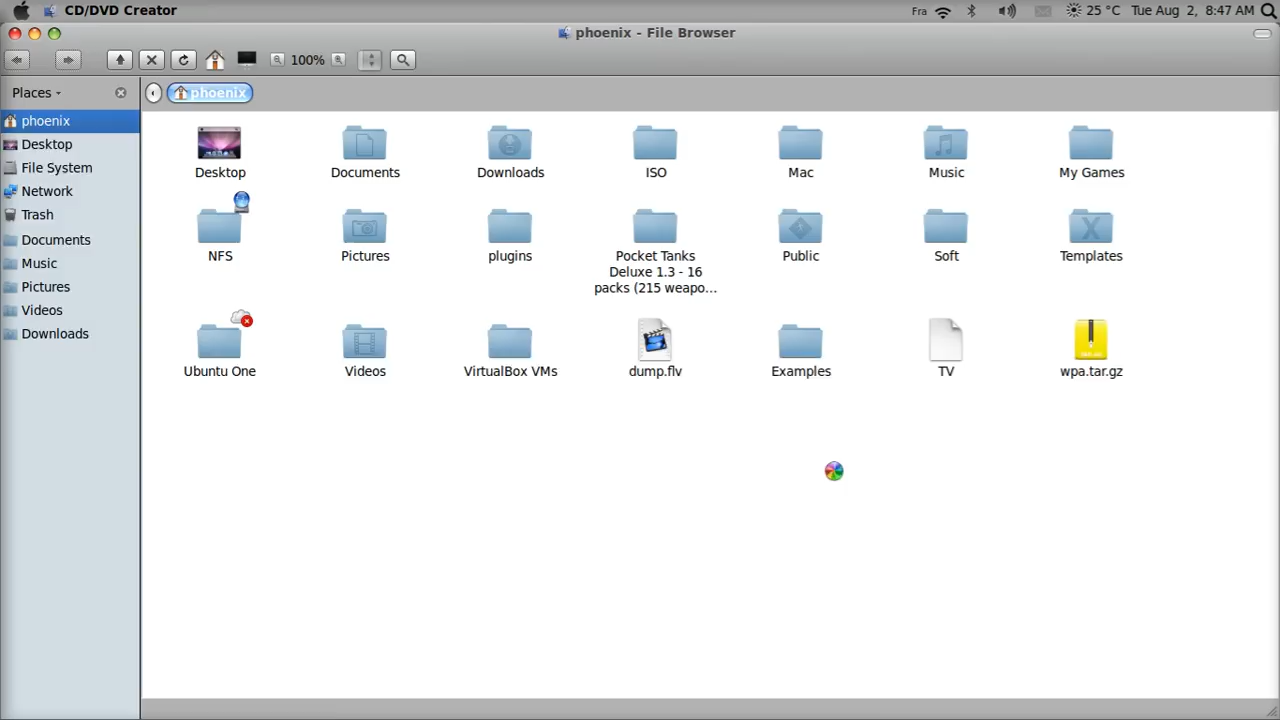 CD/DVD Creator
Fra
25 °C
Tue Aug 2, 8:47 AM
phoenix - File Browser
100%
Places
phoenix
phoenix
Desktop
File System
Network
Trash
Documents
Music
Pictures
Videos
Downloads
Desktop
Documents
Downloads
ISO
Mac
Music
My Games
NFS
Pictures
plugins
Pocket Tanks
Deluxe 1.3 - 16
packs (215 weapo...
Public
Soft
Templates
Ubuntu One
Videos
VirtualBox VMs
dump.flv
Examples
TV
wpa.tar.gz